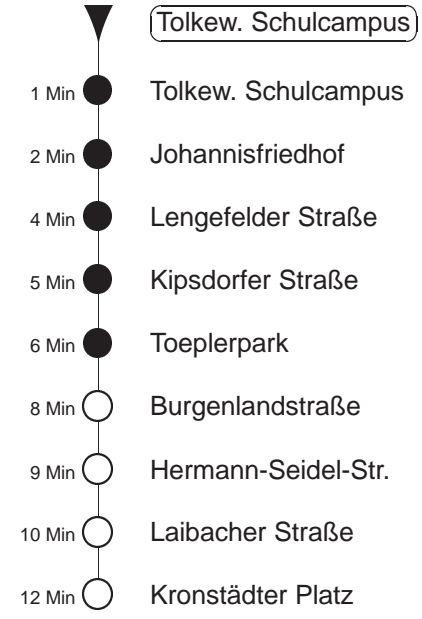 Tolkew. Schulcampus
1 Min Tolkew. Schulcampus
2 Min Johannisfriedhof
4 Min Lengefelder Straße
5 Min Kipsdorfer Straße
6 Min Toeplerpark
8 Min Burgenlandstraße
9 Min Hermann-Seidel-Str.
10 Min Laibacher Straße
12 Min Kronstädter Platz